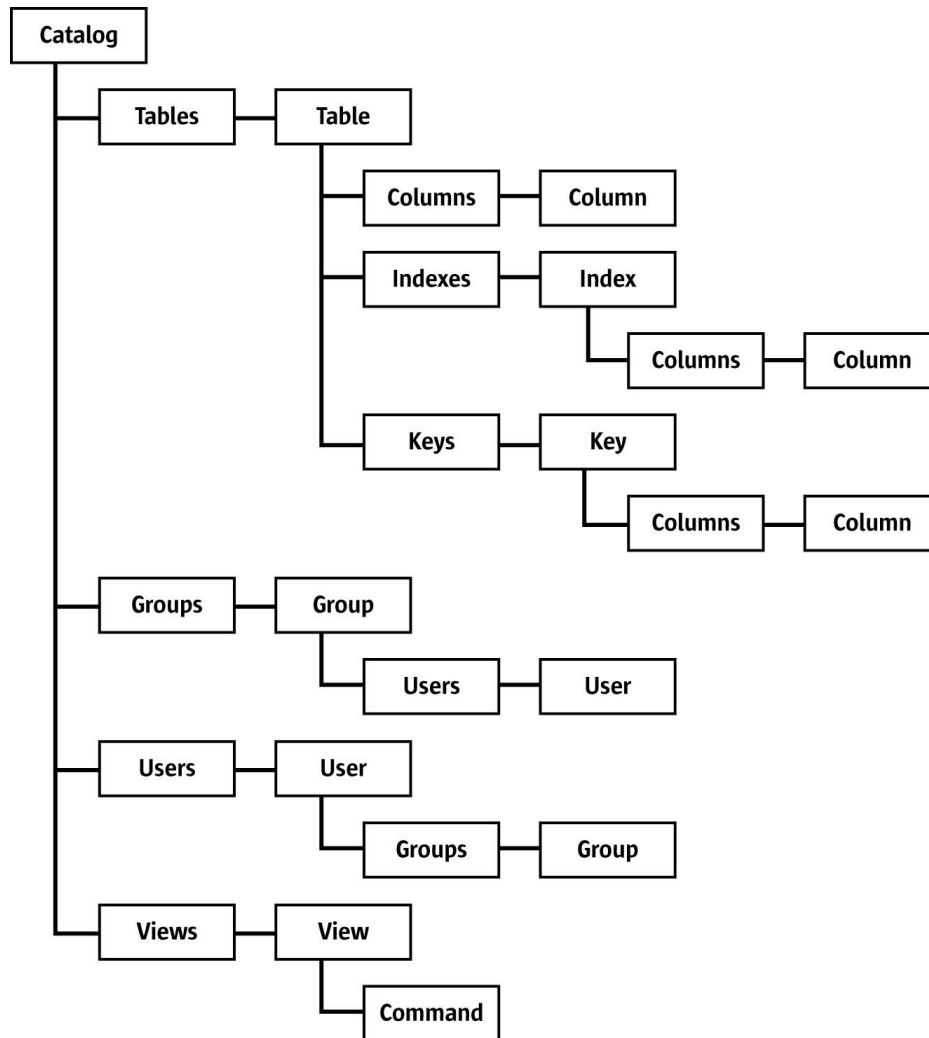 Catalog
Tables Table
Columns Column
Indexes Index
Columns Column
Keys Key
Columns Column
Groups Group
Users User
Users User
Groups Group
Views View
Command